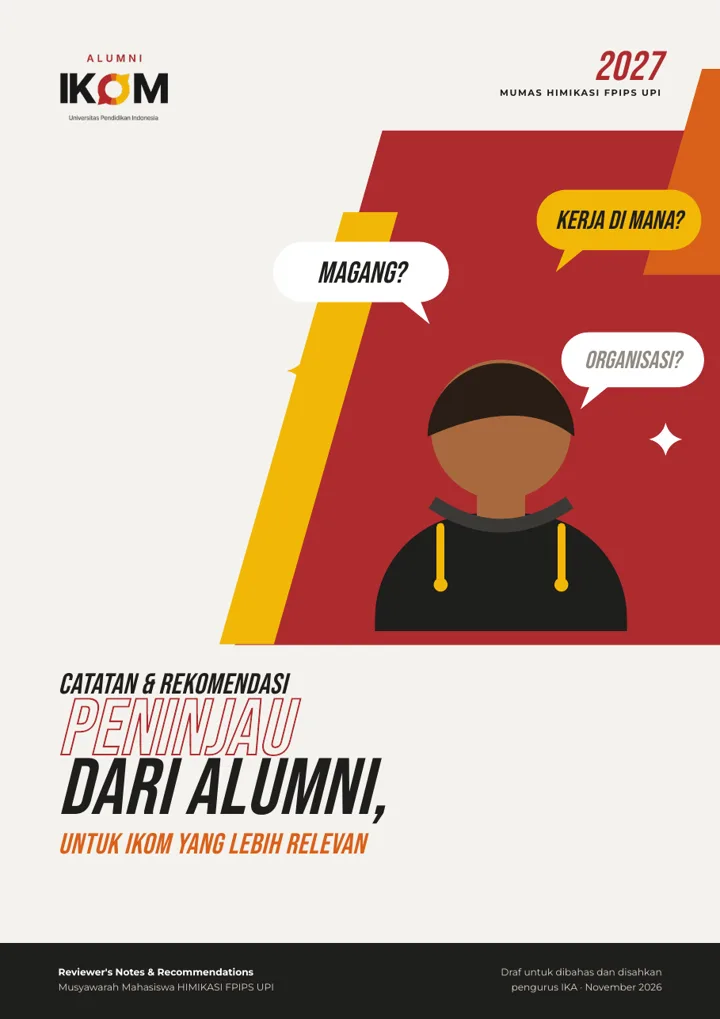 ALUMNI
IKOM
Universitas Pendidikan Indonesia
2027
MUMAS HIMIKASI FPIPS UPI
KERJA DI MANA?
MAGANG?
ORGANISASI?
CATATAN & REKOMENDASI
PENINJAU
DARI ALUMNI,
UNTUK IKOM YANG LEBIH RELEVAN
Reviewer's Notes & Recommendations
Musyawarah Mahasiswa HIMIKASI FPIPS UPI
Draf untuk dibahas dan disahkan
pengurus IKA · November 2026